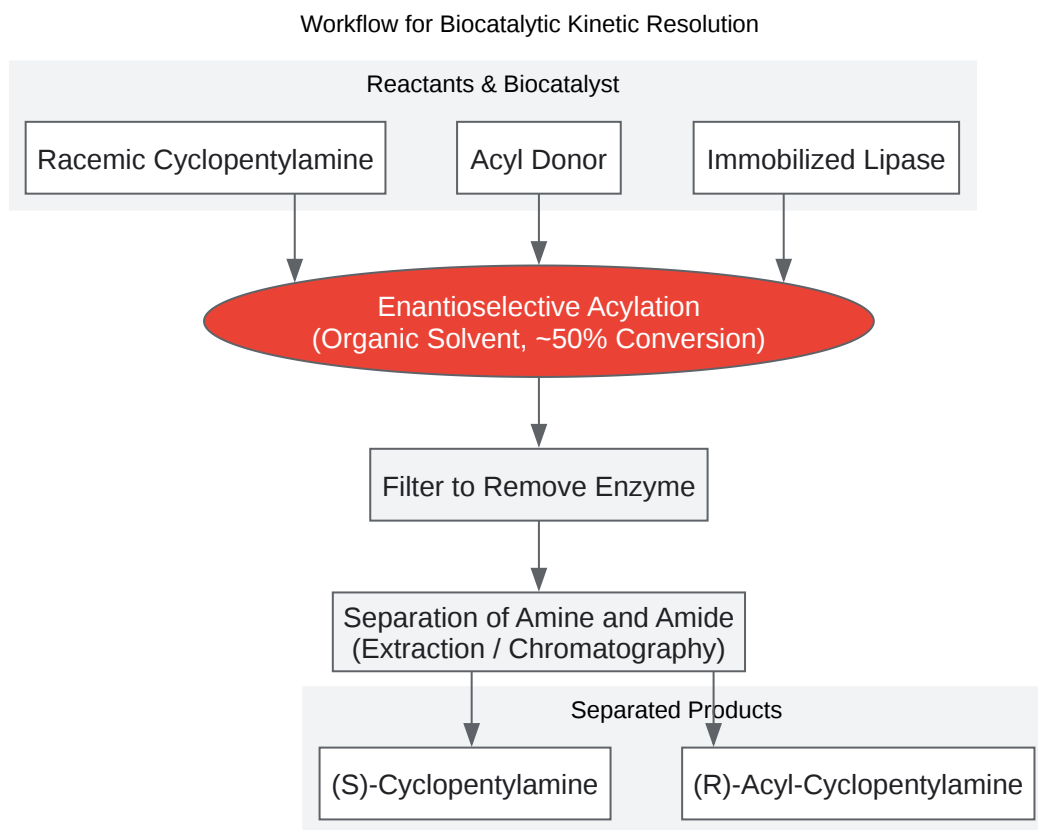 Workflow for Biocatalytic Kinetic Resolution
Reactants & Biocatalyst
Racemic Cyclopentylamine
Acyl Donor
Immobilized Lipase
Enantioselective Acylation
(Organic Solvent, ~50% Conversion)
Filter to Remove Enzyme
Separation of Amine and Amide
(Extraction / Chromatography)
Separated Products
(S)-Cyclopentylamine
(R)-Acyl-Cyclopentylamine